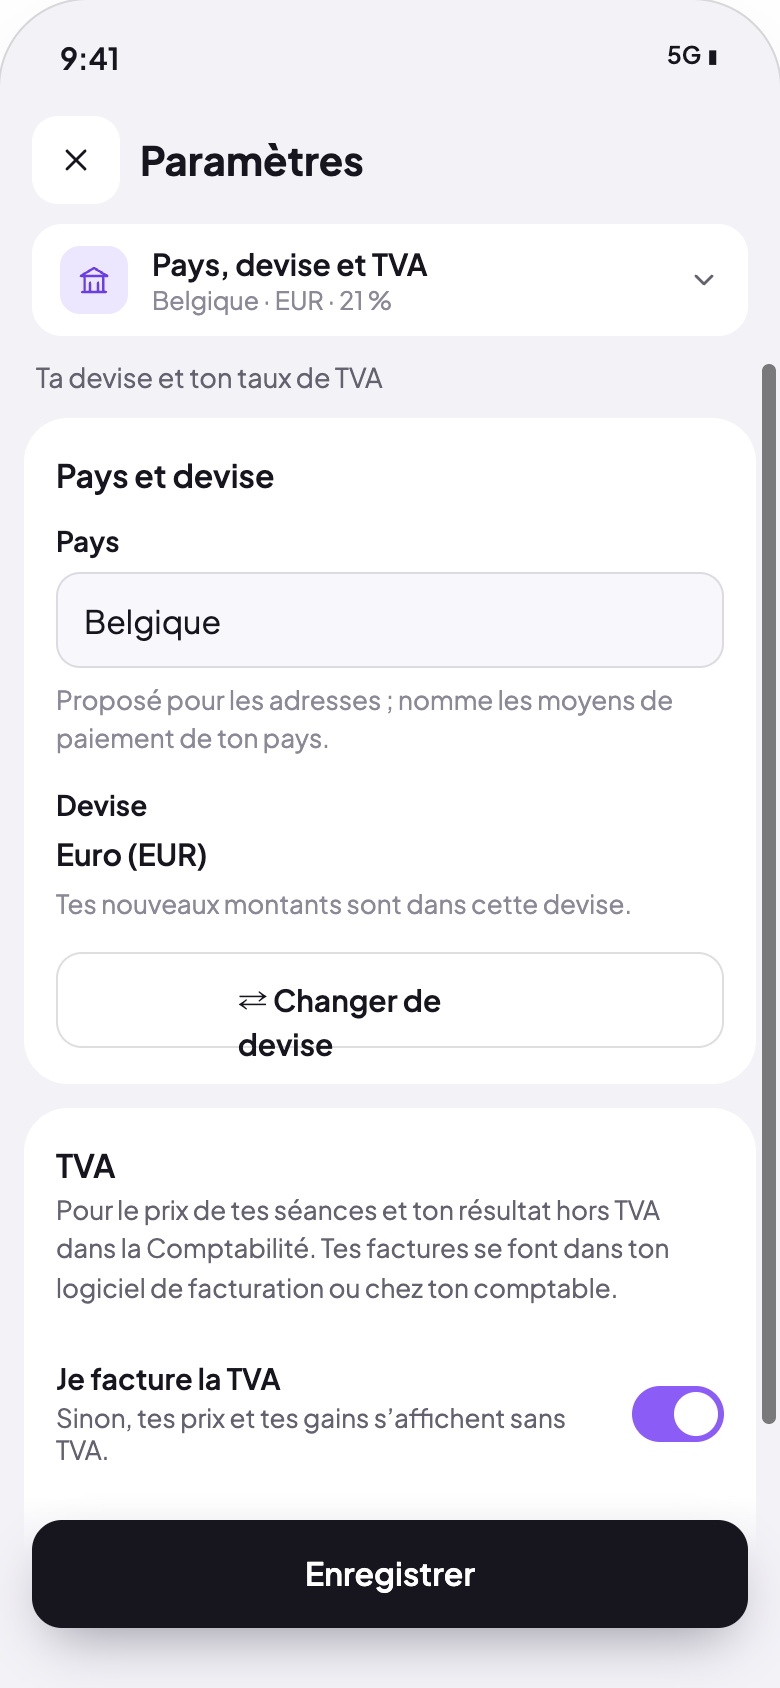 9:41
5G
Paramètres
Pays, devise et TVA
Belgique · EUR · 21 %
Ta devise et ton taux de TVA
Pays et devise
Pays
Belgique
Proposé pour les adresses ; nomme les moyens de
paiement de ton pays.
Devise
Euro (EUR)
Tes nouveaux montants sont dans cette devise.
⇄ Changer de
devise
TVA
Pour le prix de tes séances et ton résultat hors TVA
dans la Comptabilité. Tes factures se font dans ton
logiciel de facturation ou chez ton comptable.
Je facture la TVA
Sinon, tes prix et tes gains s’affichent sans
TVA.
Enregistrer